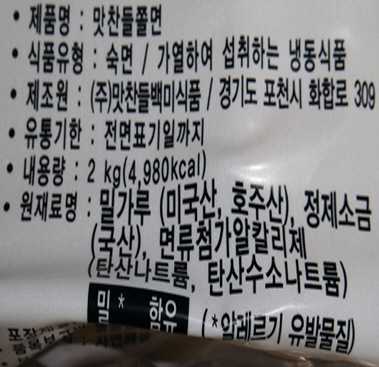 • 제품명 : 맛찬들쫄면
• 식품유형 : 숙면 / 가열하여 섭취하는 냉동식품
• 제조원 : (주)맛찬들백미식품 / 경기도 포천시 화합로 309
• 유통기한 : 전면표기일까지
• 내용량 : 2 kg(4,980kcal)
• 원재료명 : 밀가루 (미국산, 호주산), 정제소금
(국산), 면류첨가알칼리제
(탄산나트륨, 탄산수소나트륨)
밀* 함유 (*알레르기 유발물질)